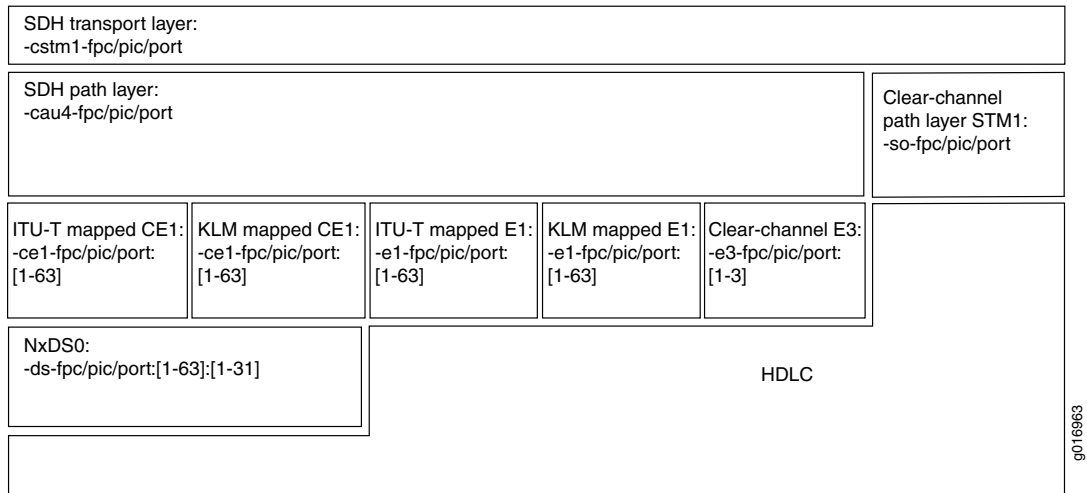 SDH transport layer:
-cstm1-fpc/pic/port
SDH path layer:
-cau4-fpc/pic/port
Clear-channel
path layer STM1:
-so-fpc/pic/port
ITU-T mapped CE1:
-ce1-fpc/pic/port:
[1-63]
KLM mapped CE1:
-ce1-fpc/pic/port:
[1-63]
ITU-T mapped E1:
-e1-fpc/pic/port:
[1-63]
KLM mapped E1:
-e1-fpc/pic/port:
[1-63]
Clear-channel E3:
-e3-fpc/pic/port:
[1-3]
NxDS0:
-ds-fpc/pic/port:[1-63]:[1-31]
HDLC
g016963